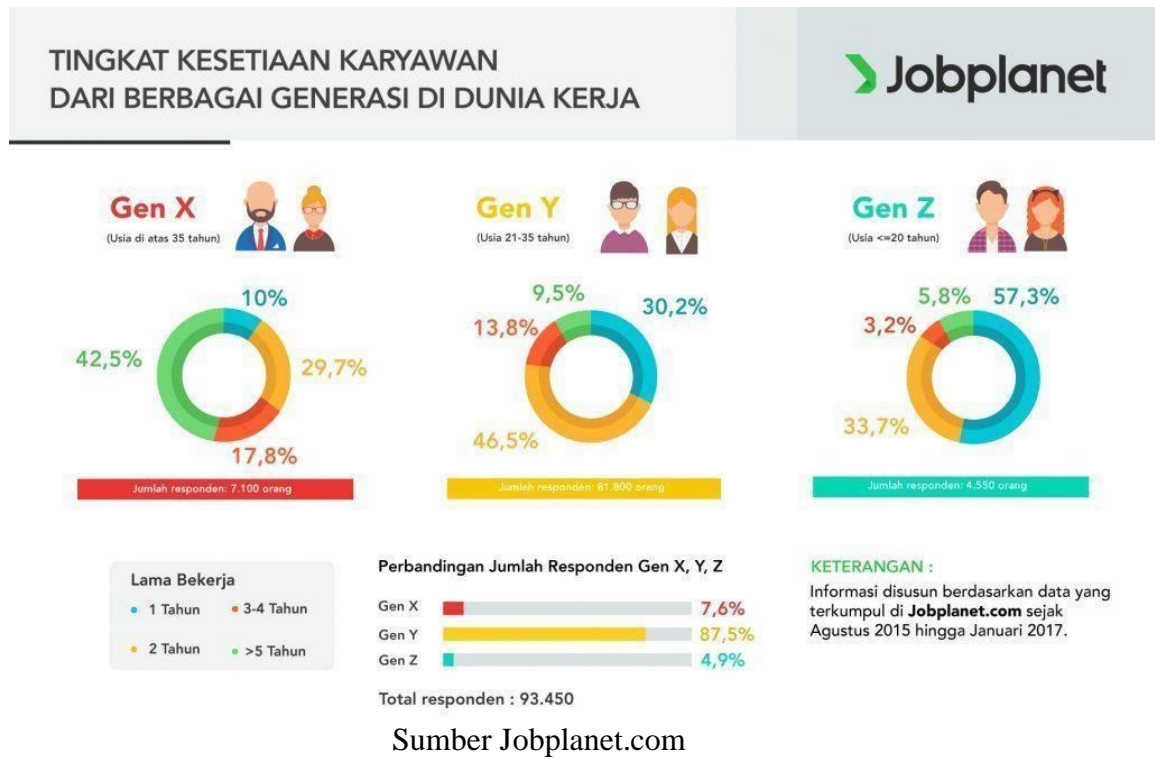 TINGKAT KESETIAAN KARYAWAN
DARI BERBAGAI GENERASI DI DUNIA KERJA
Jobplanet
Gen X
(Usia di atas 35 tahun)
10%
29,7%
17,8%
42,5%
Jumlah responden: 7.100 orang
Gen Y
(Usia 21-35 tahun)
9,5%
30,2%
13,8%
46,5%
Jumlah responden: 81.800 orang
Gen Z
(Usia <=20 tahun)
5,8%
57,3%
3,2%
33,7%
Jumlah responden: 4.550 orang
Lama Bekerja
1 Tahun
3-4 Tahun
2 Tahun
>5 Tahun
Perbandingan Jumlah Responden Gen X, Y, Z
Gen X 7,6%
Gen Y 87,5%
Gen Z 4,9%
Total responden : 93.450
KETERANGAN :
Informasi disusun berdasarkan data yang
terkumpul di Jobplanet.com sejak
Agustus 2015 hingga Januari 2017.
Sumber Jobplanet.com